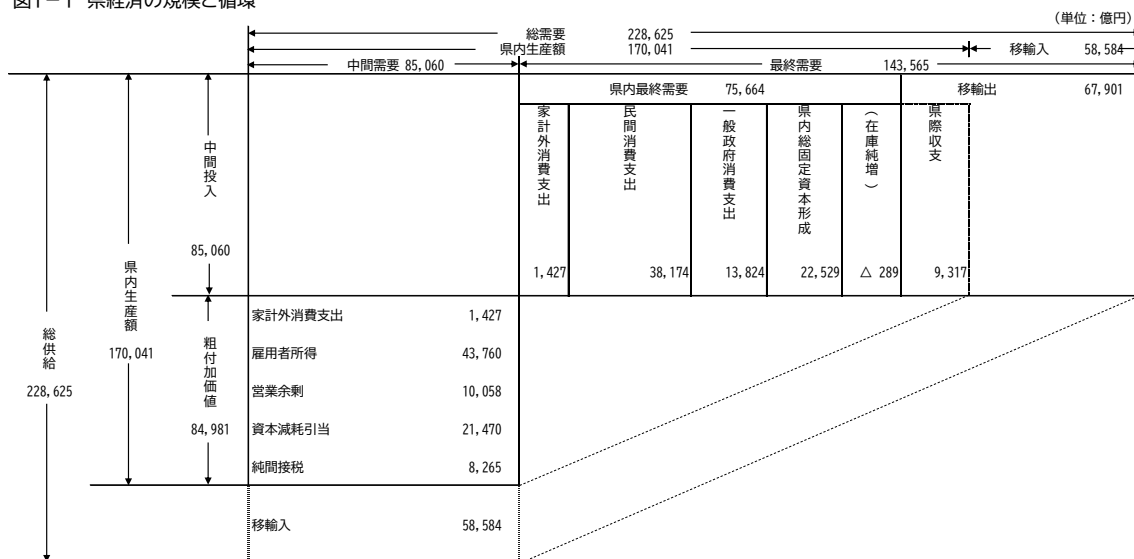 図1－1 県経済の規模と循環
（単位：億円）
総需要 228,625
県内生産額 170,041
移輸入 58,584
中間需要 85,060
最終需要 143,565
県内最終需要 75,664
移輸出 67,901
家計外消費支出
民間消費支出
一般政府消費支出
県内総固定資本形成
（在庫純増）
県際収支
1,427
38,174
13,824
22,529
△ 289
9,317
中間投入
85,060
県内生産額
170,041
総供給
228,625
粗付加価値
84,981
家計外消費支出 1,427
雇用者所得 43,760
営業余剰 10,058
資本減耗引当 21,470
純間接税 8,265
移輸入 58,584